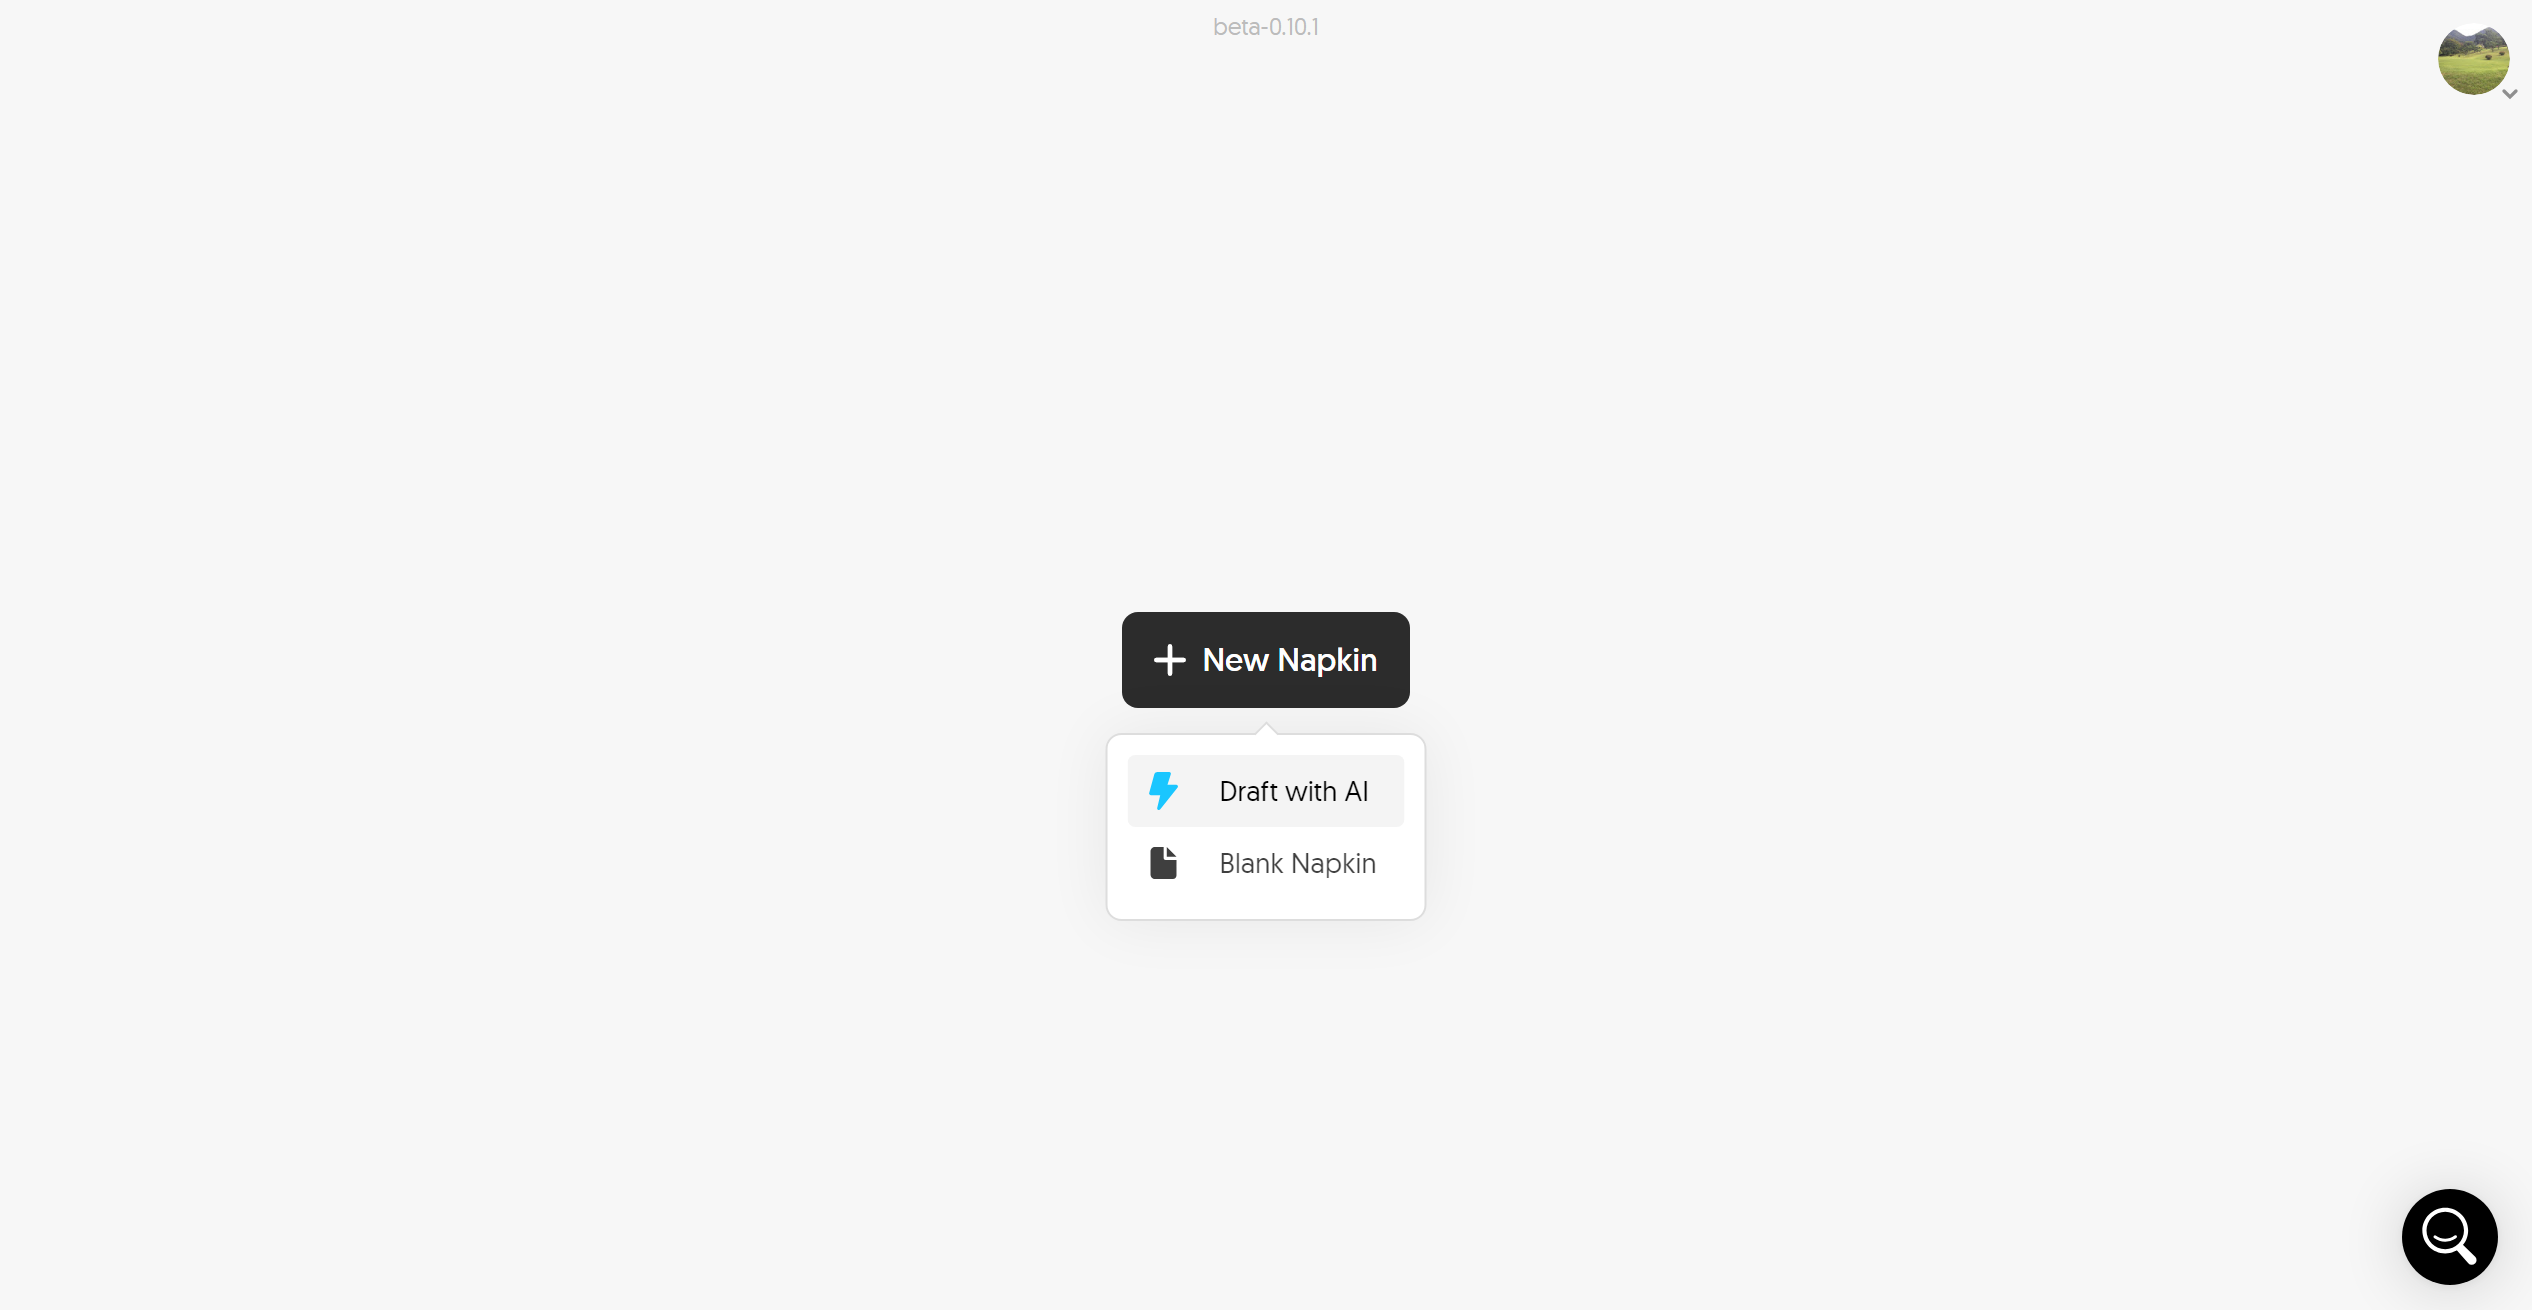 beta-0.10.1
New Napkin
Draft with AI
Blank Napkin